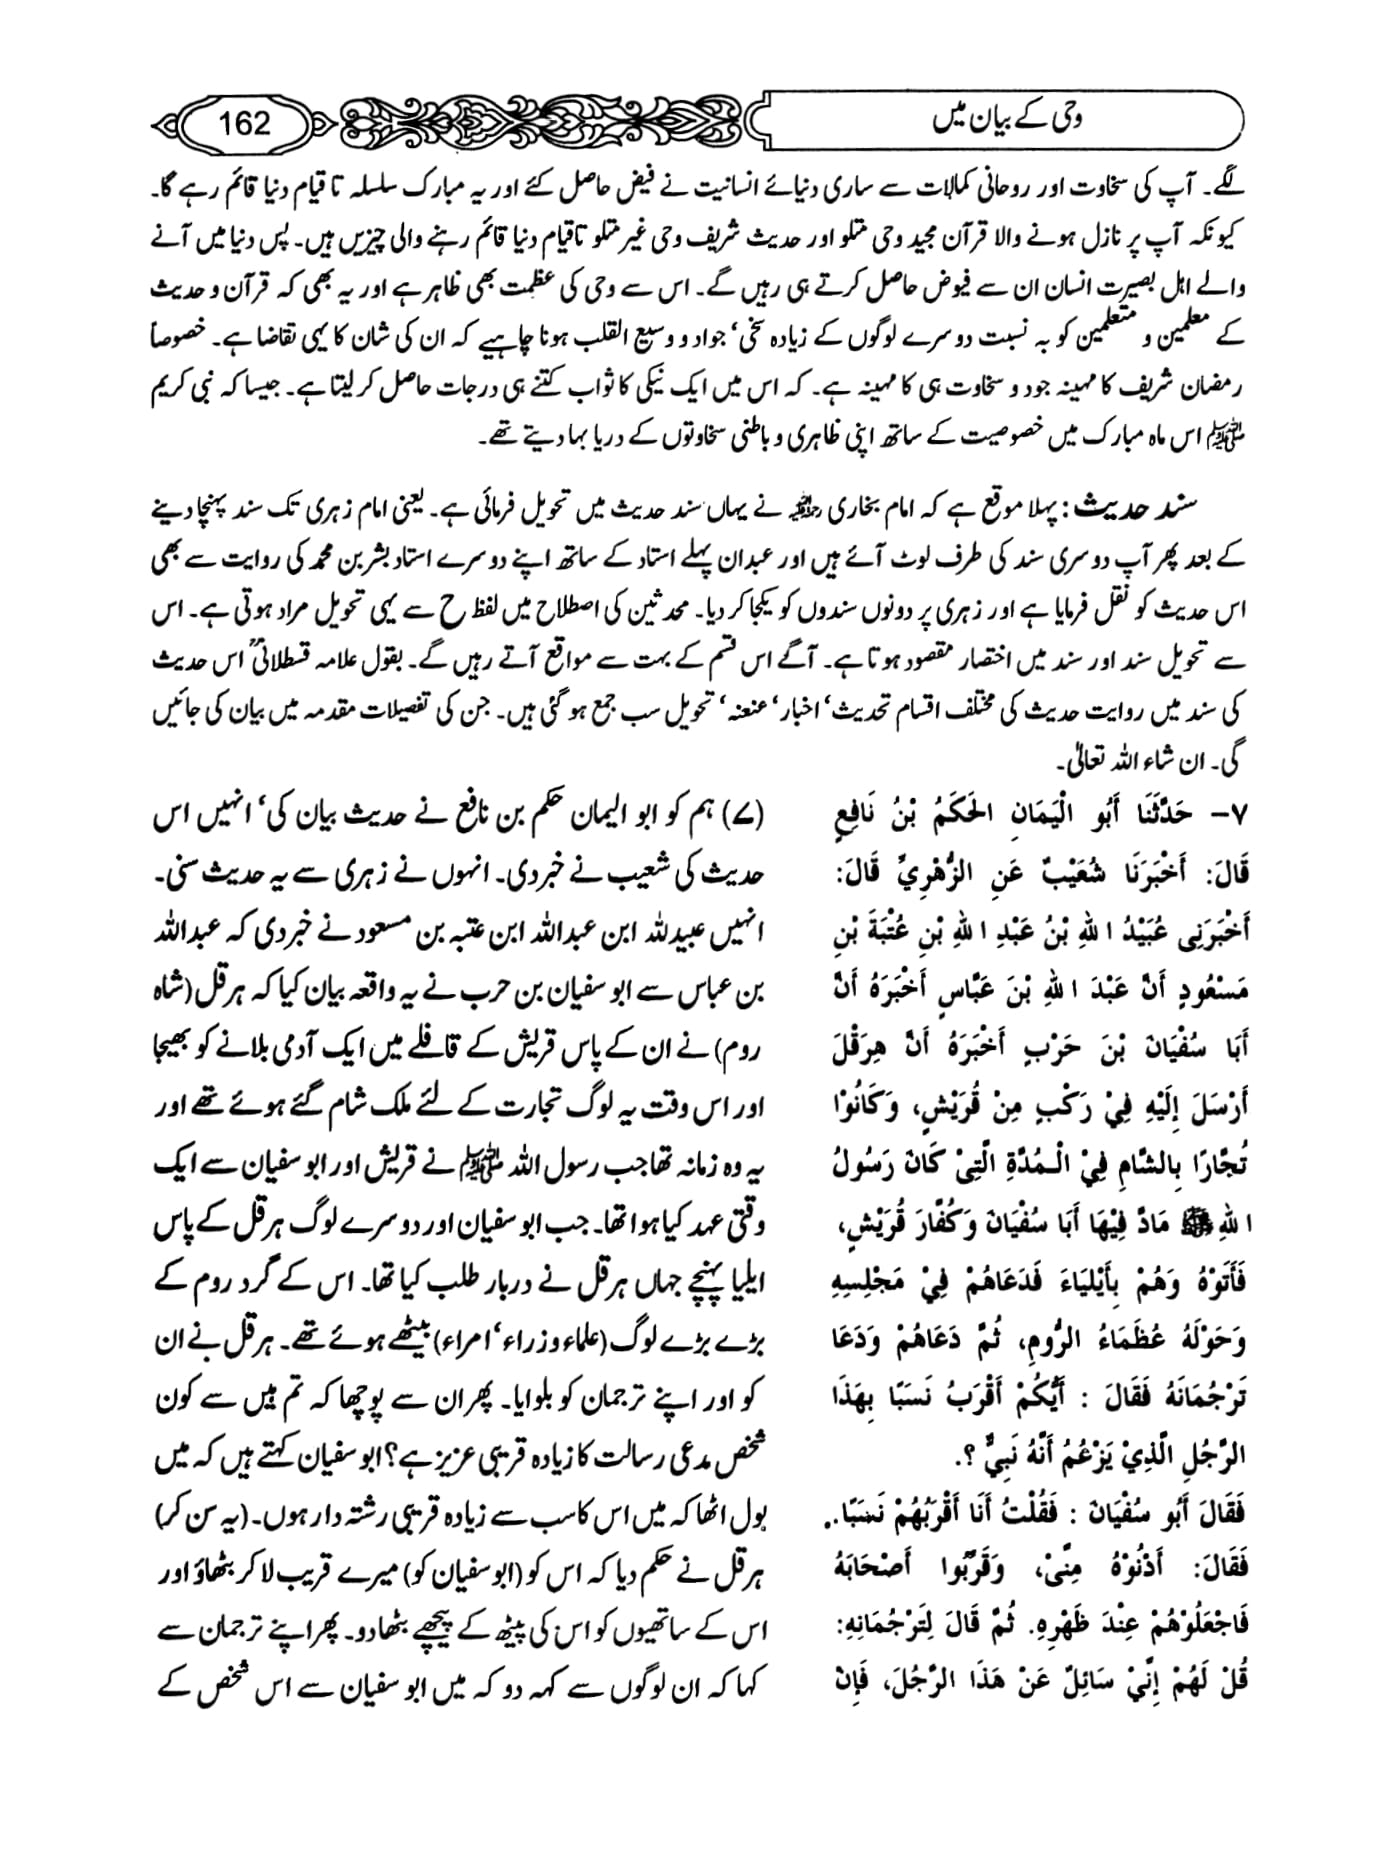 وحی کے بیان میں
162
لگے۔ آپ کی سخاوت اور روحانی کمالات سے ساری دنیائے انسانیت نے فیض حاصل کئے اور یہ مبارک سلسلہ تا قیام دنیا قائم رہے گا۔
کیونکہ آپ پر نازل ہونے والا قرآن مجید وحی متلو اور حدیث شریف وحی غیر متلو تاقیام دنیا قائم رہنے والی چیزیں ہیں۔ پس دنیا میں آنے
والے اہل بصیرت انسان ان سے فیوض حاصل کرتے ہی رہیں گے۔ اس سے وحی کی عظمت بھی ظاہر ہے اور یہ بھی کہ قرآن و حدیث
کے معلمین و متعلمین کو بہ نسبت دوسرے لوگوں کے زیادہ سخی‘ جواد و وسیع القلب ہونا چاہیے کہ ان کی شان کا یہی تقاضا ہے۔ خصوصاً
رمضان شریف کا مہینہ جود و سخاوت ہی کا مہینہ ہے۔ کہ اس میں ایک نیکی کا ثواب کتنے ہی درجات حاصل کر لیتا ہے۔ جیسا کہ نبی کریم
ﷺ اس ماہ مبارک میں خصوصیت کے ساتھ اپنی ظاہری و باطنی سخاوتوں کے دریا بہا دیتے تھے۔
سند حدیث: پہلا موقع ہے کہ امام بخاری رحمۃ اللہ علیہ نے یہاں سند حدیث میں تحویل فرمائی ہے۔ یعنی امام زہری تک سند پہنچا دینے
کے بعد پھر آپ دوسری سند کی طرف لوٹ آئے ہیں اور عبدان پہلے استاد کے ساتھ اپنے دوسرے استاد بشر بن محمد کی روایت سے بھی
اس حدیث کو نقل فرمایا ہے اور زہری پر دونوں سندوں کو یکجا کر دیا۔ محدثین کی اصطلاح میں لفظ ح سے یہی تحویل مراد ہوتی ہے۔ اس
سے تحویل سند اور سند میں اختصار مقصود ہوتا ہے۔ آگے اس قسم کے بہت سے مواقع آتے رہیں گے۔ بقول علامہ قسطلانیؒ اس حدیث
کی سند میں روایت حدیث کی مختلف اقسام تحدیث‘ اخبار‘ عنعنہ‘ تحویل سب جمع ہو گئی ہیں۔ جن کی تفصیلات مقدمہ میں بیان کی جائیں
گی۔ ان شاء اللہ تعالیٰ۔
٧- حَدَّثَنَا أَبُو الْيَمَانِ الحَكَمُ بْنُ نَافِعٍ
قَالَ: أَخْبَرَنَا شُعَيْبٌ عَنِ الزُّهْرِيِّ قَالَ:
أَخْبَرَنِي عُبَيْدُ اللهِ بْنُ عَبْدِ اللهِ بْنِ عُتْبَةَ بْنِ
مَسْعُودٍ أَنَّ عَبْدَ اللهِ بْنَ عَبَّاسٍ أَخْبَرَهُ أَنَّ
أَبَا سُفْيَانَ بْنَ حَرْبٍ أَخْبَرَهُ أَنَّ هِرَقْلَ
أَرْسَلَ إِلَيْهِ فِيْ رَكْبٍ مِنْ قُرَيْشٍ، وَكَانُوْا
تُجَّارًا بِالشَّامِ فِيْ الْمُدَّةِ الَّتِيْ كَانَ رَسُولُ
اللهِ ﷺ مَادَّ فِيْهَا أَبَا سُفْيَانَ وَكُفَّارَ قُرَيْشٍ،
فَأَتَوْهُ وَهُمْ بِأَيْلِيَاءَ فَدَعَاهُمْ فِيْ مَجْلِسِهِ
وَحَوْلَهُ عُظَمَاءُ الرُّومِ، ثُمَّ دَعَاهُمْ وَدَعَا
تَرْجُمَانَهُ فَقَالَ : أَيُّكُمْ أَقْرَبُ نَسَبًا بِهَذَا
الرَّجُلِ الَّذِيْ يَزْعُمُ أَنَّهُ نَبِيٌّ ؟.
فَقَالَ أَبُو سُفْيَانَ : فَقُلْتُ أَنَا أَقْرَبُهُمْ نَسَبًا..
فَقَالَ: أَدْنُوْهُ مِنِّيْ، وَقَرِّبُوا أَصْحَابَهُ
فَاجْعَلُوْهُمْ عِنْدَ ظَهْرِهِ. ثُمَّ قَالَ لِتَرْجُمَانِهِ:
قُلْ لَهُمْ إِنِّيْ سَائِلٌ عَنْ هَذَا الرَّجُلَ، فَإِنْ
(۷) ہم کو ابو الیمان حکم بن نافع نے حدیث بیان کی‘ انہیں اس
حدیث کی شعیب نے خبر دی۔ انہوں نے زہری سے یہ حدیث سنی۔
انہیں عبیداللہ ابن عبداللہ ابن عتبہ بن مسعود نے خبر دی کہ عبداللہ
بن عباس سے ابو سفیان بن حرب نے یہ واقعہ بیان کیا کہ ہرقل (شاہ
روم) نے ان کے پاس قریش کے قافلے میں ایک آدمی بلانے کو بھیجا
اور اس وقت یہ لوگ تجارت کے لئے ملک شام گئے ہوئے تھے اور
یہ وہ زمانہ تھا جب رسول اللہ ﷺ نے قریش اور ابو سفیان سے ایک
وقتی عہد کیا ہوا تھا۔ جب ابو سفیان اور دوسرے لوگ ہرقل کے پاس
ایلیا پہنچے جہاں ہرقل نے دربار طلب کیا تھا۔ اس کے گرد روم کے
بڑے بڑے لوگ (علماء وزراء‘ امراء) بیٹھے ہوئے تھے۔ ہرقل نے ان
کو اور اپنے ترجمان کو بلوایا۔ پھر ان سے پوچھا کہ تم میں سے کون
شخص مدعی رسالت کا زیادہ قریبی عزیز ہے؟ ابو سفیان کہتے ہیں کہ میں
بول اٹھا کہ میں اس کا سب سے زیادہ قریبی رشتہ دار ہوں۔ (یہ سن کر)
ہرقل نے حکم دیا کہ اس کو (ابو سفیان کو) میرے قریب لا کر بٹھاؤ اور
اس کے ساتھیوں کو اس کی پیٹھ کے پیچھے بٹھا دو۔ پھر اپنے ترجمان سے
کہا کہ ان لوگوں سے کہہ دو کہ میں ابو سفیان سے اس شخص کے